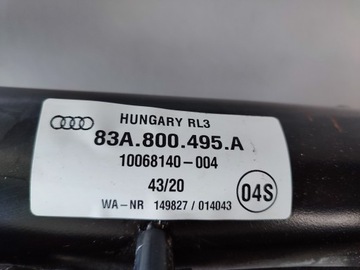 HUNGARY RL3
83A.800.495.A
10068140-004
43/20
04S
WA-NR 149827 / 014043